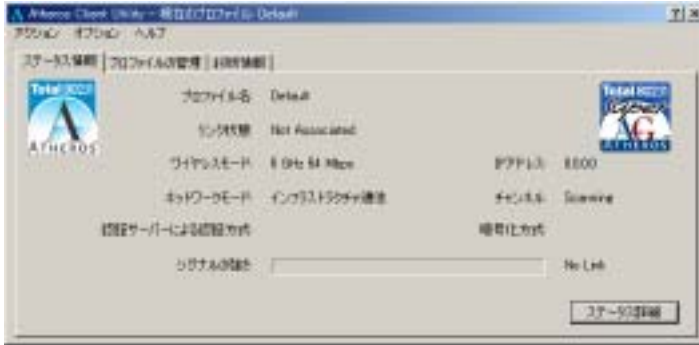 Atheros Client Utility - 現在のプロファイル: Default
アクション オプション ヘルプ
ステータス情報 プロファイルの管理
Total 802.11
ATHEROS
Total 802.11
AG
ATHEROS
プロファイル名 Default
リンク状態 Not Associated
ワイヤレスモード 5 GHz 54 Mbps IPアドレス 0.0.0.0
ネットワークモード インフラストラクチャ通信 チャンネル Scanning
認証サーバーによる認証方式 暗号化方式
シグナルの強さ No Link
ステータス詳細